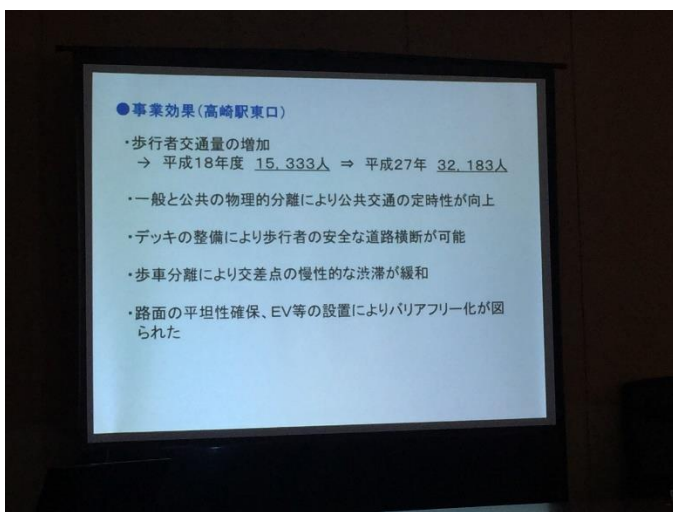 ●事業効果(高崎駅東口)
・歩行者交通量の増加
→ 平成18年度 15,333人 ⇒ 平成27年 32,183人
・一般と公共の物理的分離により公共交通の定時性が向上
・デッキの整備により歩行者の安全な道路横断が可能
・歩車分離により交差点の慢性的な渋滞が緩和
・路面の平坦性確保、EV等の設置によりバリアフリー化が図
られた